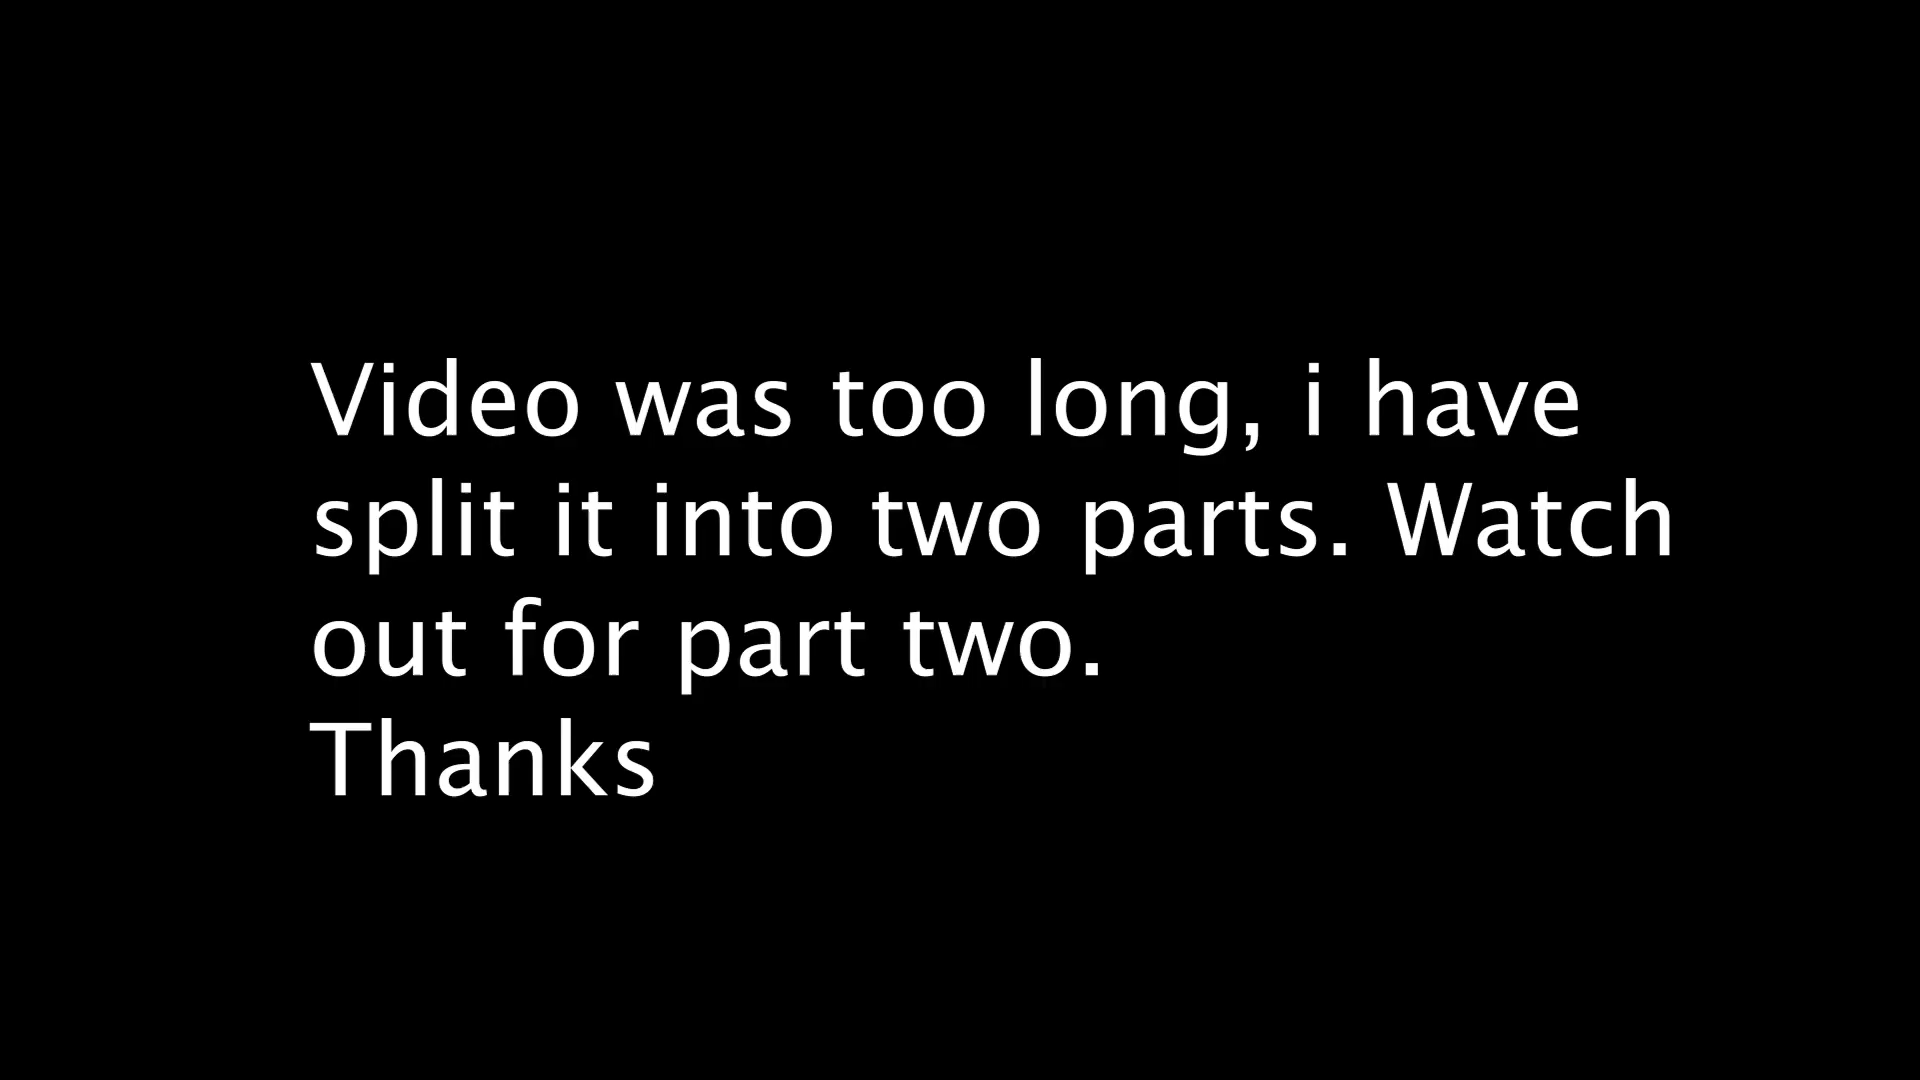 Video was too long, i have
split it into two parts. Watch
out for part two.
Thanks